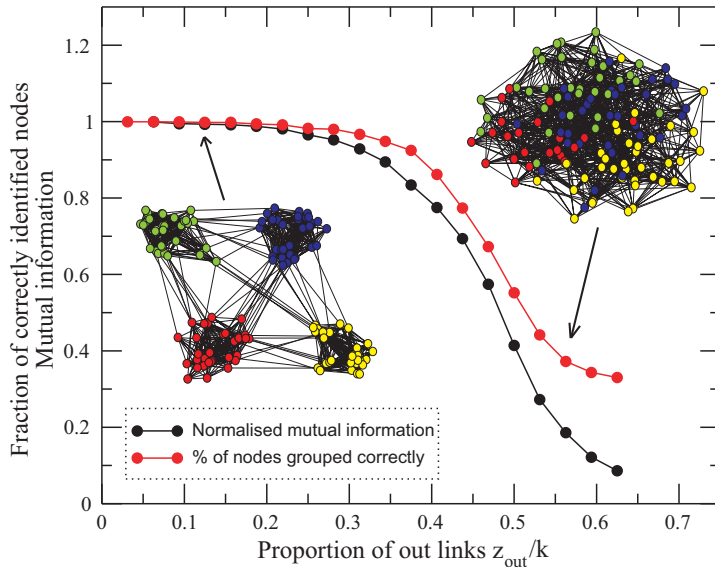 Fraction of correctly identified nodes
Mutual information
1.2
1
0.8
0.6
0.4
0.2
0
Normalised mutual information
% of nodes grouped correctly
0 0.1 0.2 0.3 0.4 0.5 0.6 0.7
Proportion of out links z_out/k